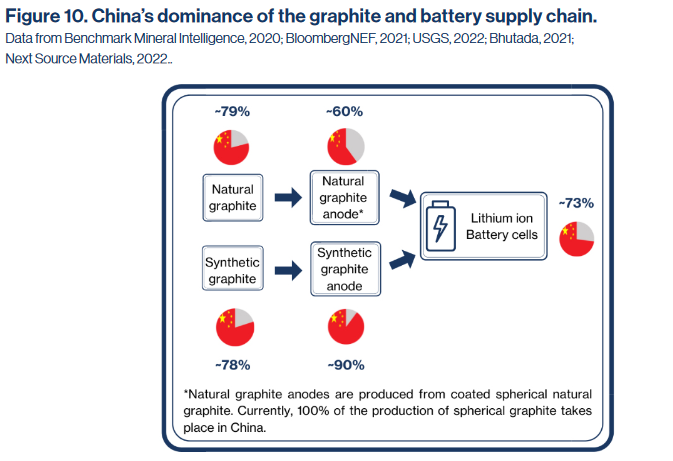 Figure 10. China’s dominance of the graphite and battery supply chain.
Data from Benchmark Mineral Intelligence, 2020; BloombergNEF, 2021; USGS, 2022; Bhutada, 2021;
Next Source Materials, 2022..
~79%
~60%
Natural
graphite
Natural
graphite
anode*
~73%
Lithium ion
Battery cells
Synthetic
graphite
Synthetic
graphite
anode
~78%
~90%
*Natural graphite anodes are produced from coated spherical natural
graphite. Currently, 100% of the production of spherical graphite takes
place in China.